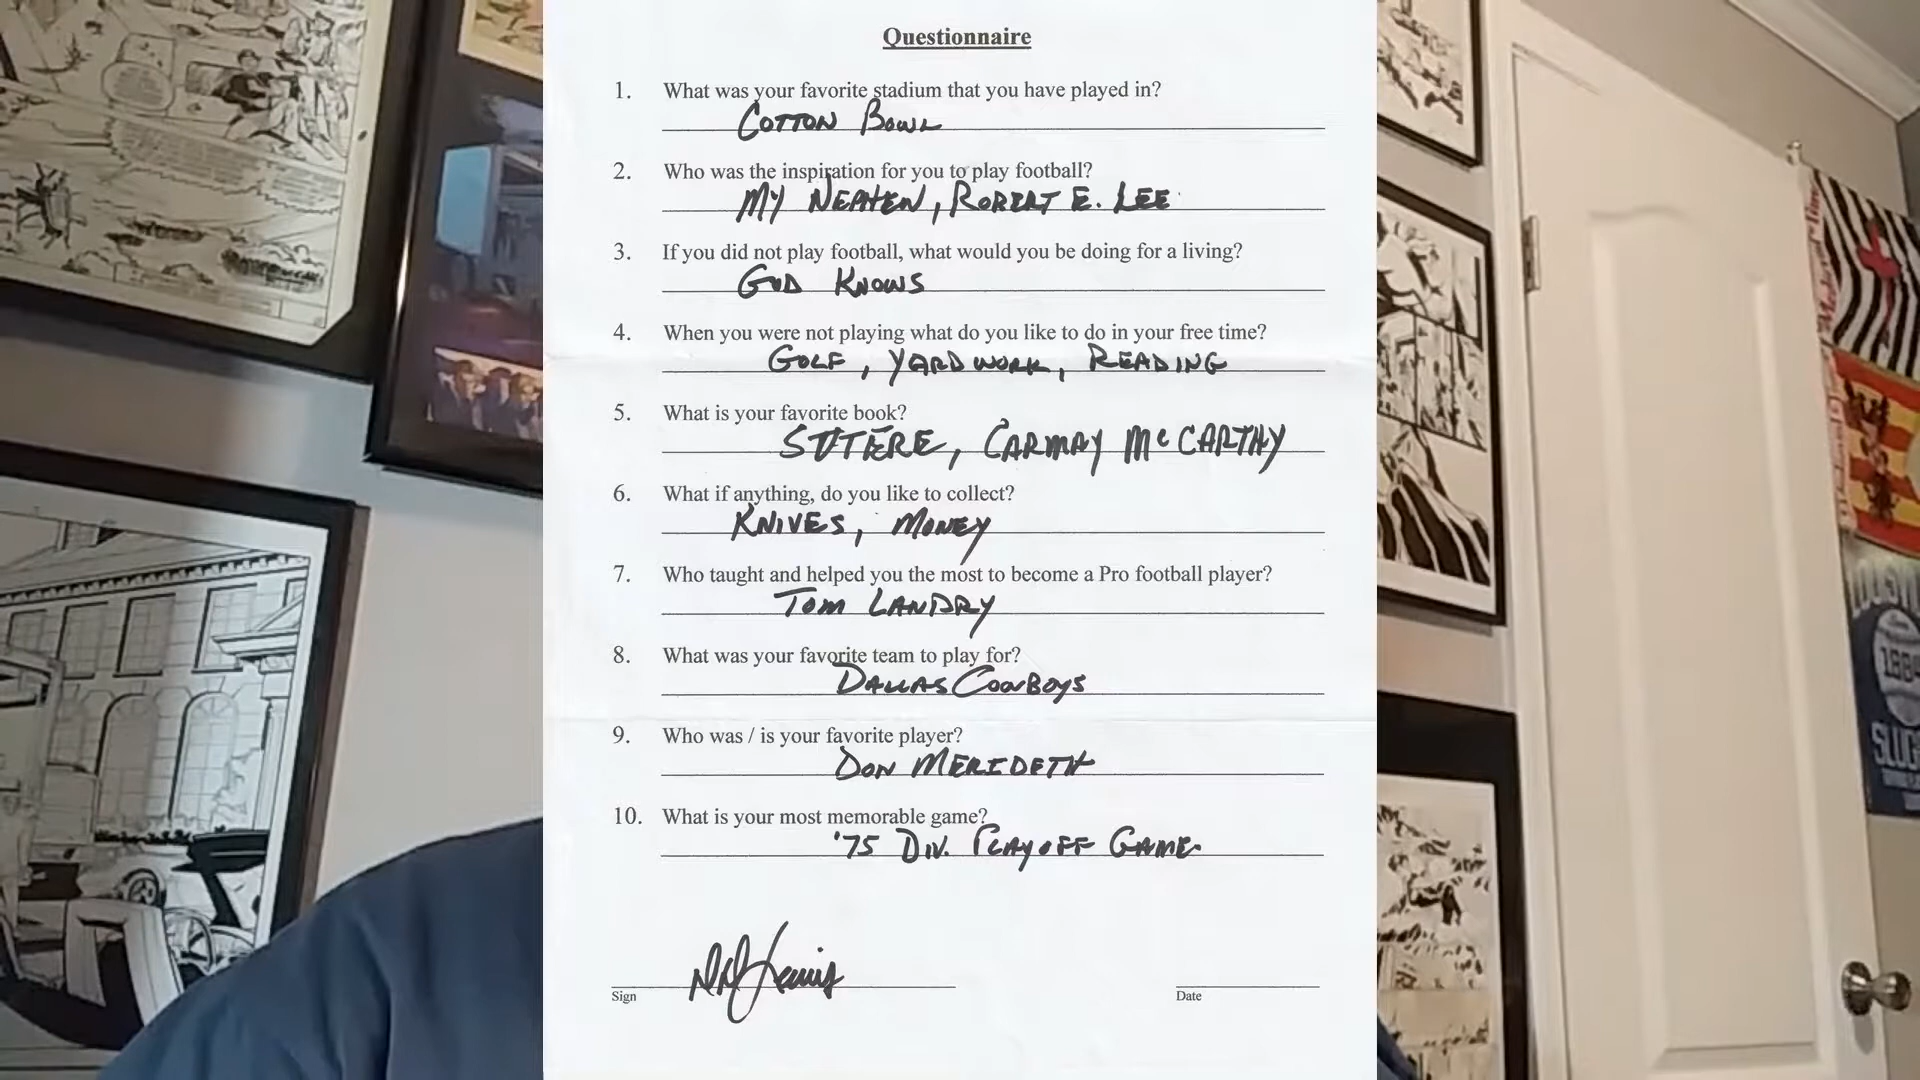 Questionnaire
1. What was your favorite stadium that you have played in?
COTTON BOWL
2. Who was the inspiration for you to play football?
MY NEPHEW, ROBERT E. LEE
3. If you did not play football, what would you be doing for a living?
GOD KNOWS
4. When you were not playing what do you like to do in your free time?
GOLF, YARDWORK, READING
5. What is your favorite book?
SUTERE, CARMAY McCARTHY
6. What if anything, do you like to collect?
KNIVES, MONEY
7. Who taught and helped you the most to become a Pro football player?
TOM LANDRY
8. What was your favorite team to play for?
DALLAS COWBOYS
9. Who was / is your favorite player?
DON MERIDETH
10. What is your most memorable game?
'75 DIV. PLAYOFF GAME
Sign
Date
1884